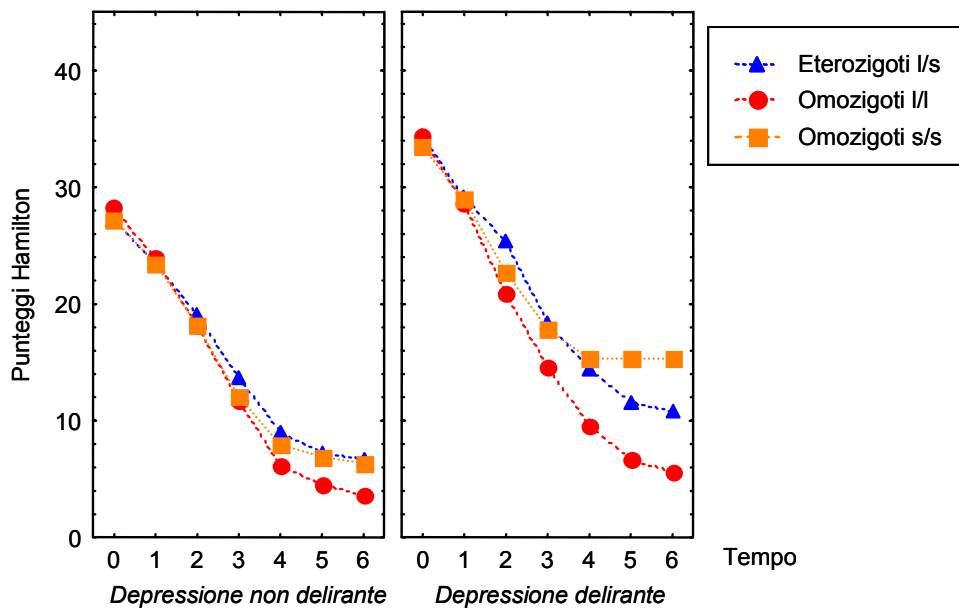 Eterozigoti l/s
Omozigoti l/l
Omozigoti s/s
Punteggi Hamilton
40
30
20
10
0
0 1 2 3 4 5 6
0 1 2 3 4 5 6
Tempo
Depressione non delirante
Depressione delirante